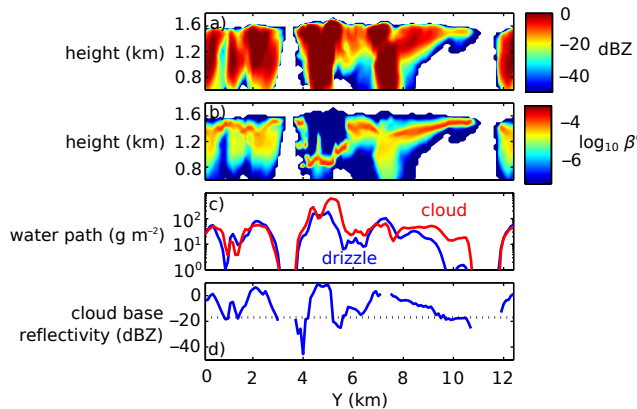 a)
1.6
1.2
0.8
height (km)
0
−20
−40
dBZ
b)
1.6
1.2
0.8
height (km)
−4
−6
log₁₀ β'
c)
10²
10¹
10⁰
water path (g m⁻²)
cloud
drizzle
0
−20
−40
cloud base
reflectivity (dBZ)
d)
0 2 4 6 8 10 12
Y (km)